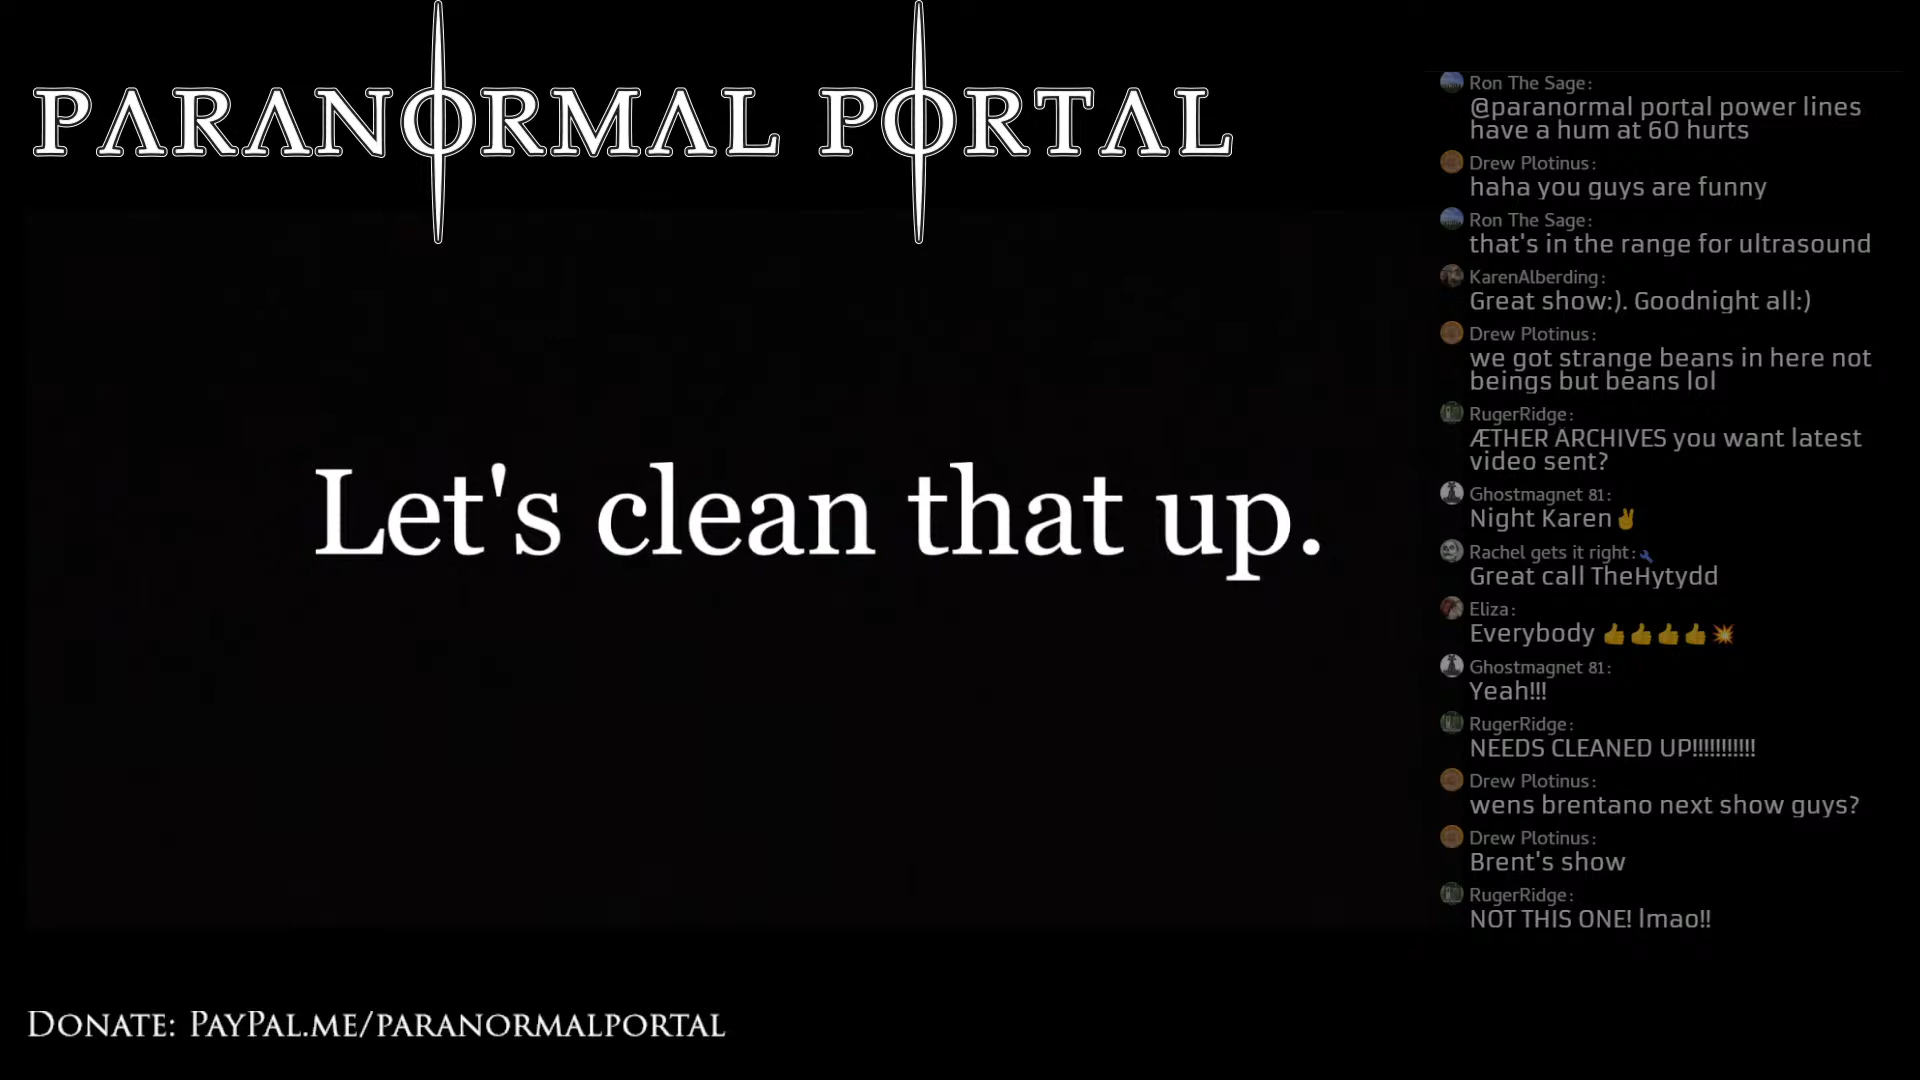 PARANORMAL PORTAL
Let's clean that up.
Ron The Sage:
@paranormal portal power lines
have a hum at 60 hurts
Drew Plotinus:
haha you guys are funny
Ron The Sage:
that's in the range for ultrasound
KarenAlberding:
Great show:). Goodnight all:)
Drew Plotinus:
we got strange beans in here not
beings but beans lol
RugerRidge:
ÆTHER ARCHIVES you want latest
video sent?
Ghostmagnet 81:
Night Karen✌
Rachel gets it right:🔧
Great call TheHytydd
Eliza:
Everybody 👍👍👍👍💥
Ghostmagnet 81:
Yeah!!!
RugerRidge:
NEEDS CLEANED UP!!!!!!!!!!!
Drew Plotinus:
wens brentano next show guys?
Drew Plotinus:
Brent's show
RugerRidge:
NOT THIS ONE! lmao!!
DONATE: PAYPAL.ME/PARANORMALPORTAL